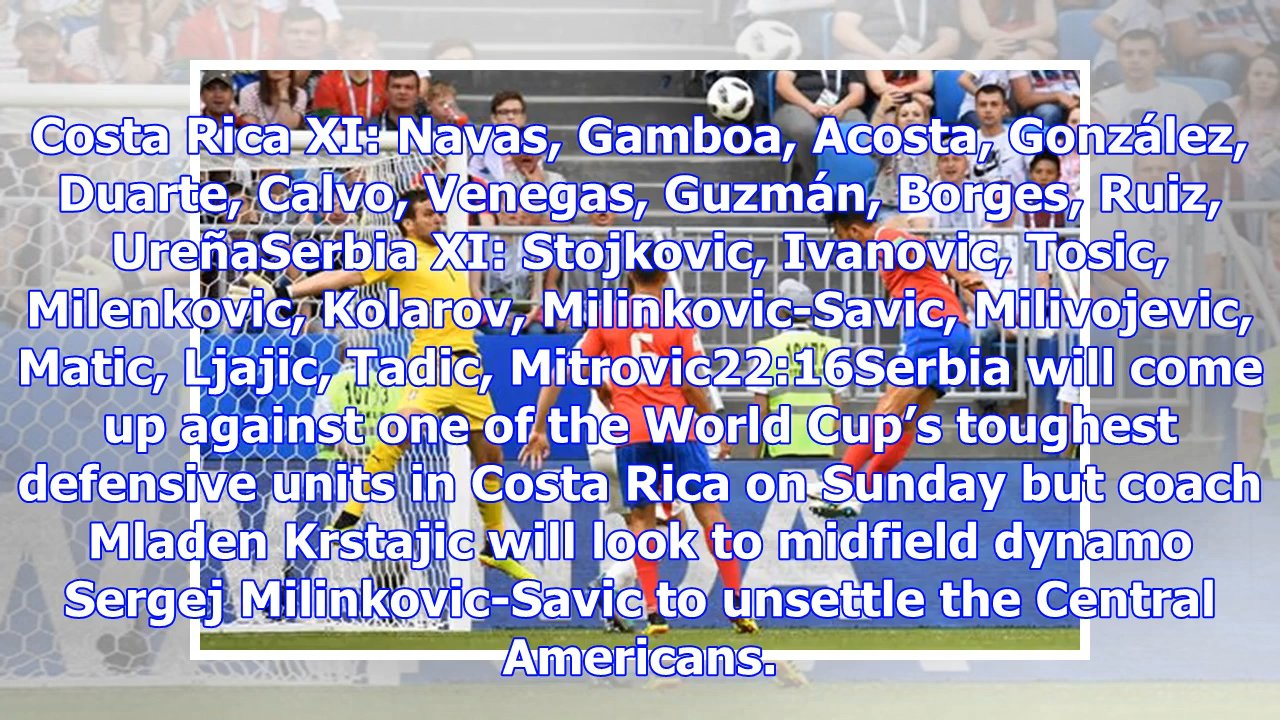 Costa Rica XI: Navas, Gamboa, Acosta, González,
Duarte, Calvo, Venegas, Guzmán, Borges, Ruiz,
UreñaSerbia XI: Stojkovic, Ivanovic, Tosic,
Milenkovic, Kolarov, Milinkovic-Savic, Milivojevic,
Matic, Ljajic, Tadic, Mitrovic22:16Serbia will come
up against one of the World Cup’s toughest
defensive units in Costa Rica on Sunday but coach
Mladen Krstajic will look to midfield dynamo
Sergej Milinkovic-Savic to unsettle the Central
Americans.